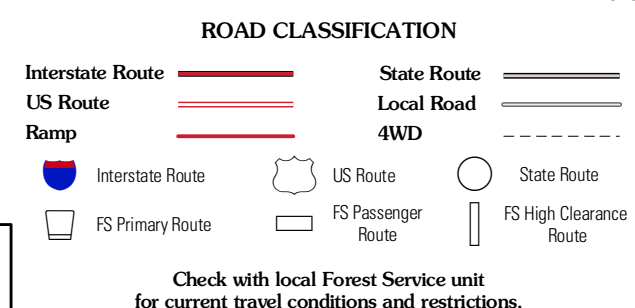 ROAD CLASSIFICATION
Interstate Route
State Route
US Route
Local Road
Ramp
4WD
Interstate Route
US Route
State Route
FS Primary Route
FS Passenger
Route
FS High Clearance
Route
Check with local Forest Service unit
for current travel conditions and restrictions.